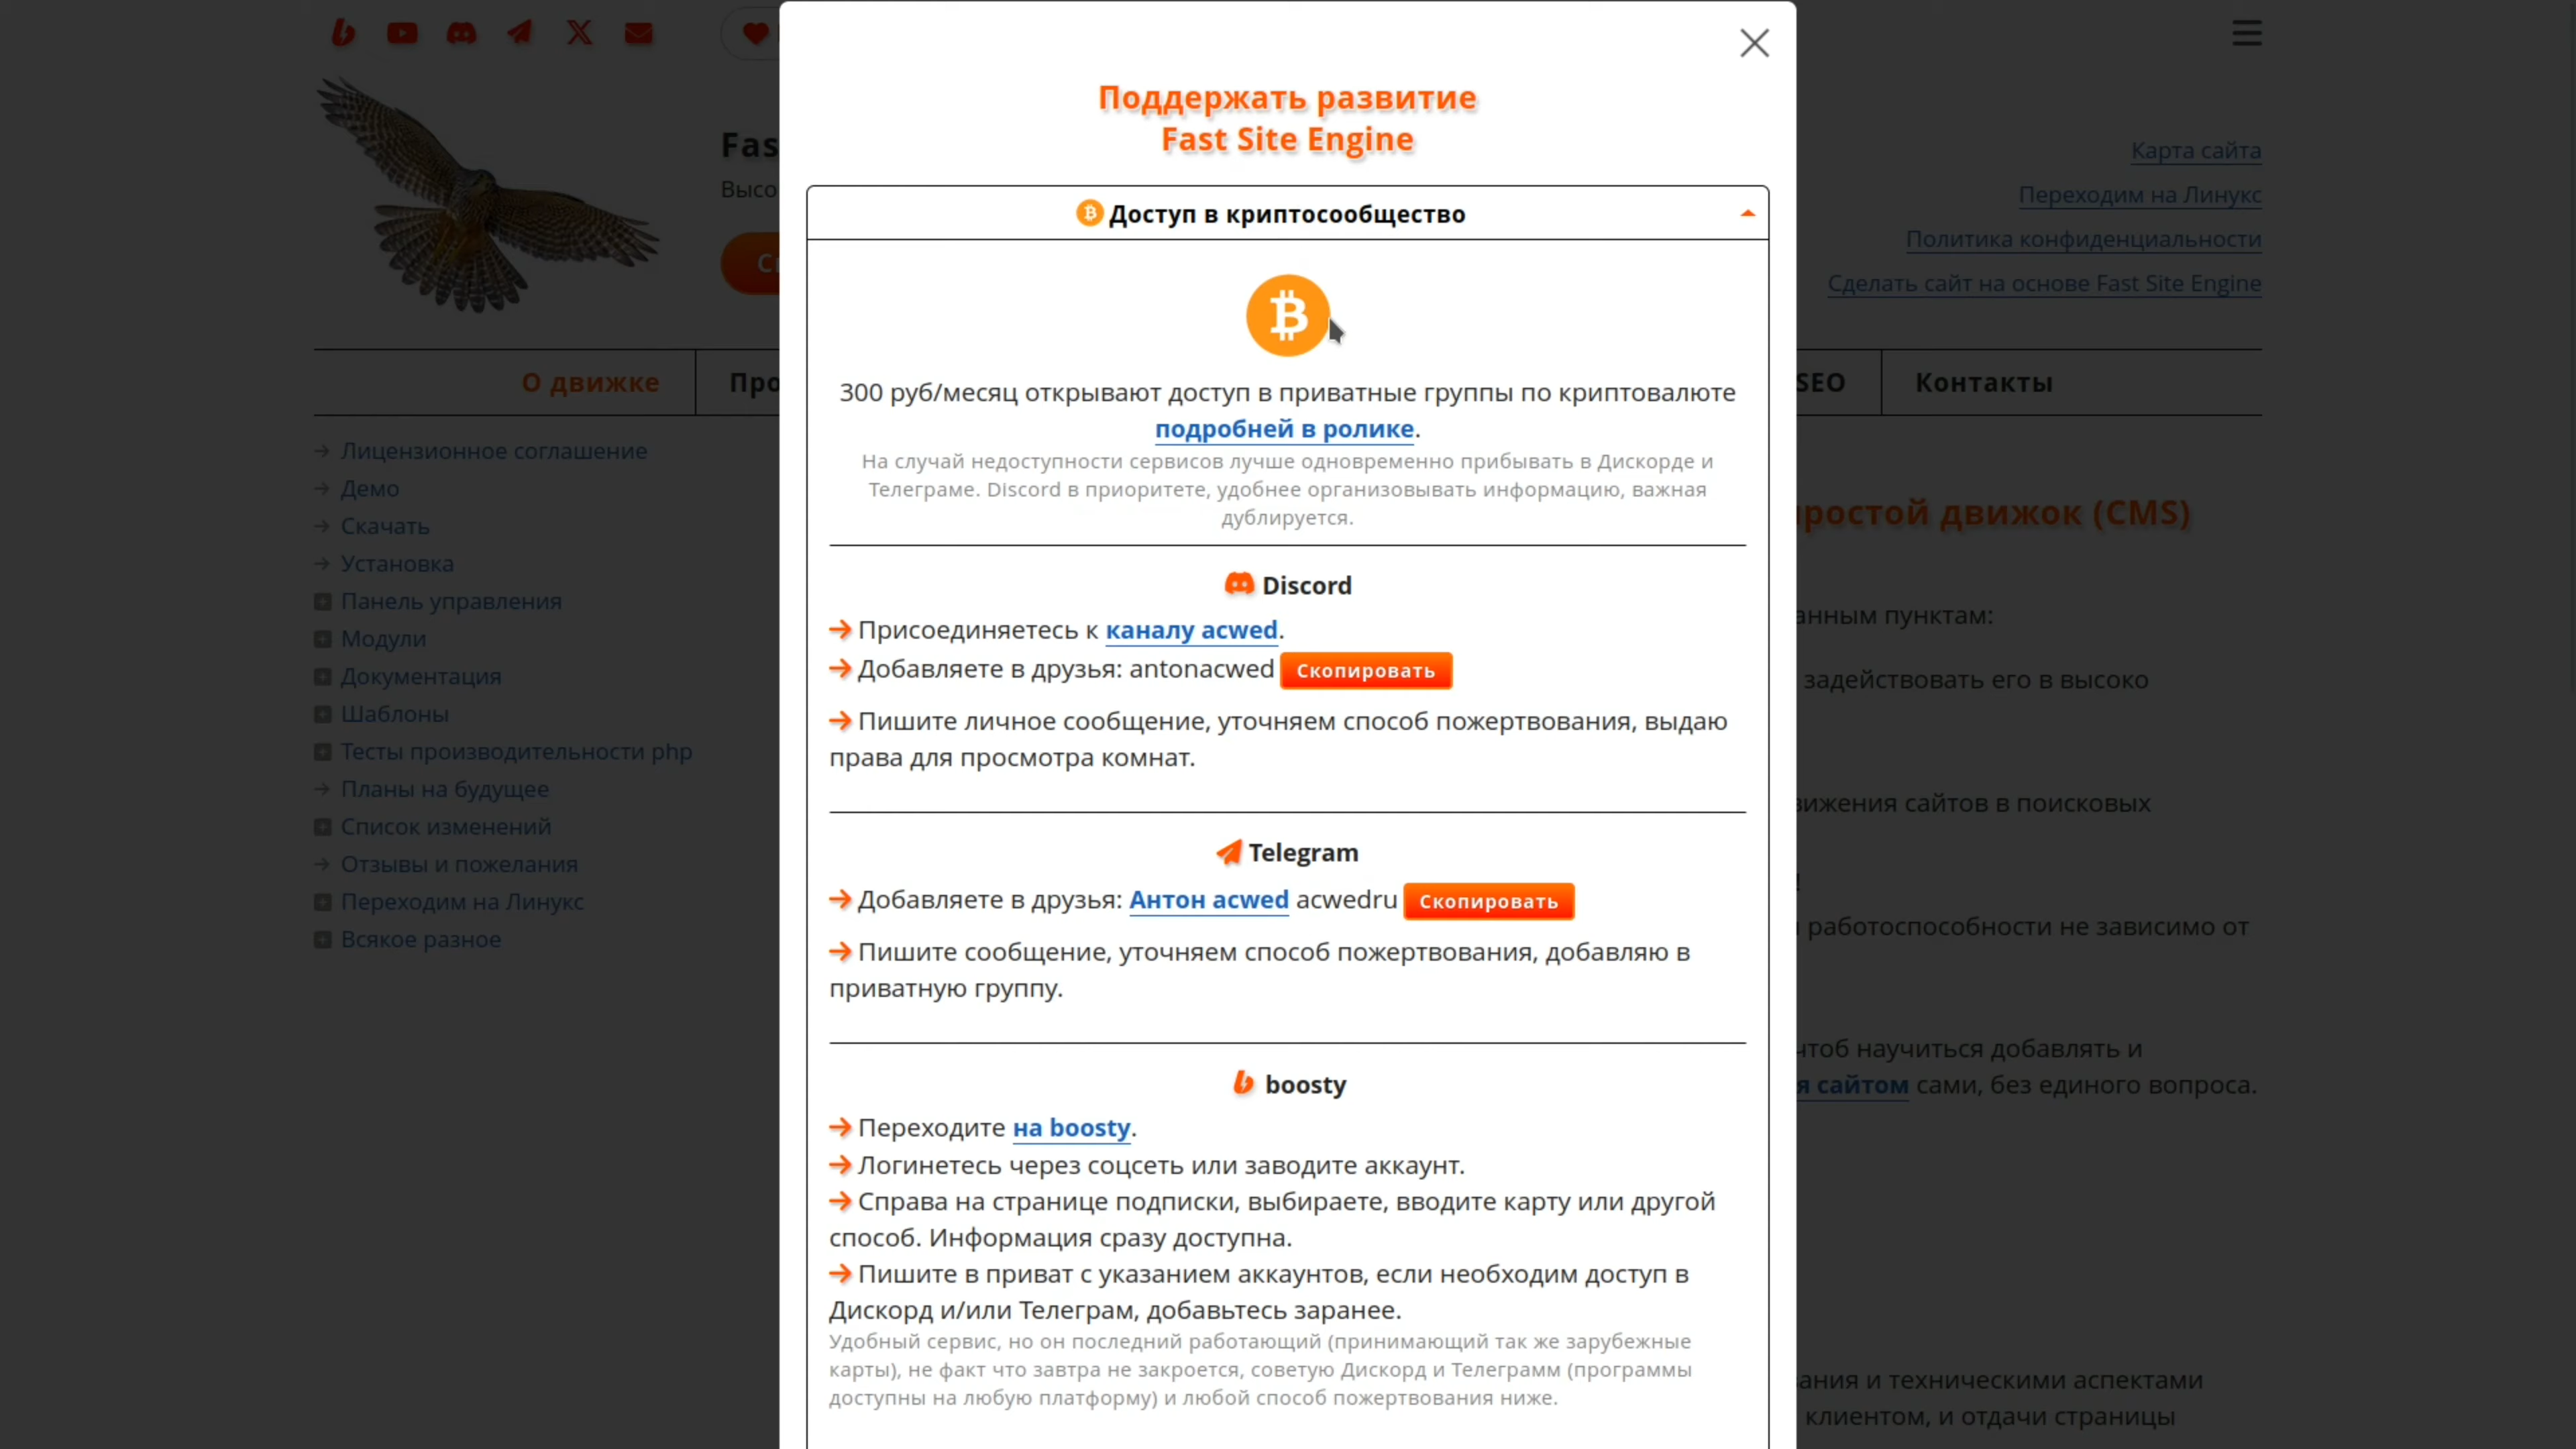 Fas
Высо
Карта сайта
Переходим на Линукс
Политика конфиденциальности
Сделать сайт на основе Fast Site Engine
О движке
Про
SEO
Контакты
Лицензионное соглашение
Демо
Скачать
Установка
Панель управления
Модули
Документация
Шаблоны
Тесты производительности php
Планы на будущее
Список изменений
Отзывы и пожелания
Переходим на Линукс
Всякое разное
Поддержать развитие
Fast Site Engine
Доступ в криптосообщество
300 руб/месяц открывают доступ в приватные группы по криптовалюте
подробней в ролике.
На случай недоступности сервисов лучше одновременно прибывать в Дискорде и
Телеграме. Discord в приоритете, удобнее организовывать информацию, важная
дублируется.
Discord
→ Присоединяетесь к каналу acwed.
→ Добавляете в друзья: antonacwed Скопировать
→ Пишите личное сообщение, уточняем способ пожертвования, выдаю
права для просмотра комнат.
Telegram
→ Добавляете в друзья: Антон acwed acwedru Скопировать
→ Пишите сообщение, уточняем способ пожертвования, добавляю в
приватную группу.
boosty
→ Переходите на boosty.
→ Логинетесь через соцсеть или заводите аккаунт.
→ Справа на странице подписки, выбираете, вводите карту или другой
способ. Информация сразу доступна.
→ Пишите в приват с указанием аккаунтов, если необходим доступ в
Дискорд и/или Телеграм, добавьтесь заранее.
Удобный сервис, но он последний работающий (принимающий так же зарубежные
карты), не факт что завтра не закроется, советую Дискорд и Телеграмм (программы
доступны на любую платформу) и любой способ пожертвования ниже.
простой движок (CMS)
анным пунктам:
задействовать его в высоко
вижения сайтов в поисковых
!
работоспособности не зависимо от
чтоб научиться добавлять и
я сайтом сами, без единого вопроса.
ания и техническими аспектами
клиентом, и отдачи страницы